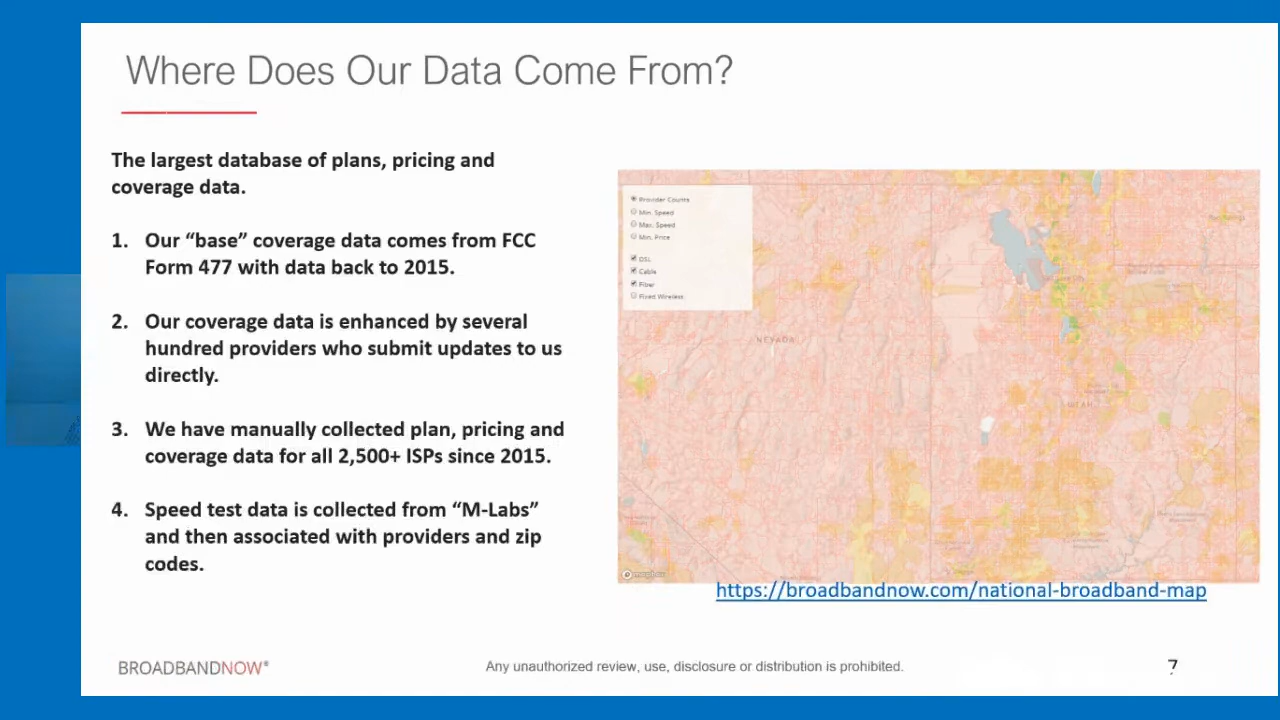 Where Does Our Data Come From?
The largest database of plans, pricing and
coverage data.
1. Our “base” coverage data comes from FCC
Form 477 with data back to 2015.
2. Our coverage data is enhanced by several
hundred providers who submit updates to us
directly.
3. We have manually collected plan, pricing and
coverage data for all 2,500+ ISPs since 2015.
4. Speed test data is collected from “M-Labs”
and then associated with providers and zip
codes.
Provider Counts
Min. Speed
Max. Speed
Min. Price
DSL
Cable
Fiber
Fixed Wireless
NEVADA
UTAH
mapbox
https://broadbandnow.com/national-broadband-map
BROADBANDNOW®
Any unauthorized review, use, disclosure or distribution is prohibited.
7